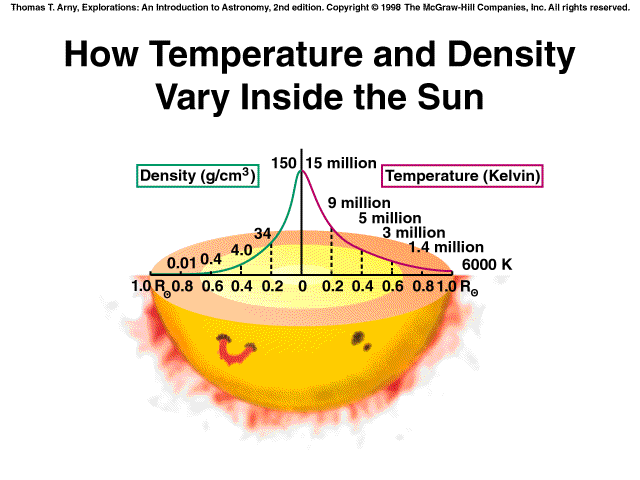 Thomas T. Arny, Explorations: An Introduction to Astronomy, 2nd edition. Copyright © 1998 The McGraw-Hill Companies, Inc. All rights reserved.
How Temperature and Density
Vary Inside the Sun
150 15 million
Density (g/cm³) Temperature (Kelvin)
9 million
5 million
34 3 million
4.0 1.4 million
0.01 0.4 6000 K
1.0 R☉ 0.8 0.6 0.4 0.2 0 0.2 0.4 0.6 0.8 1.0 R☉